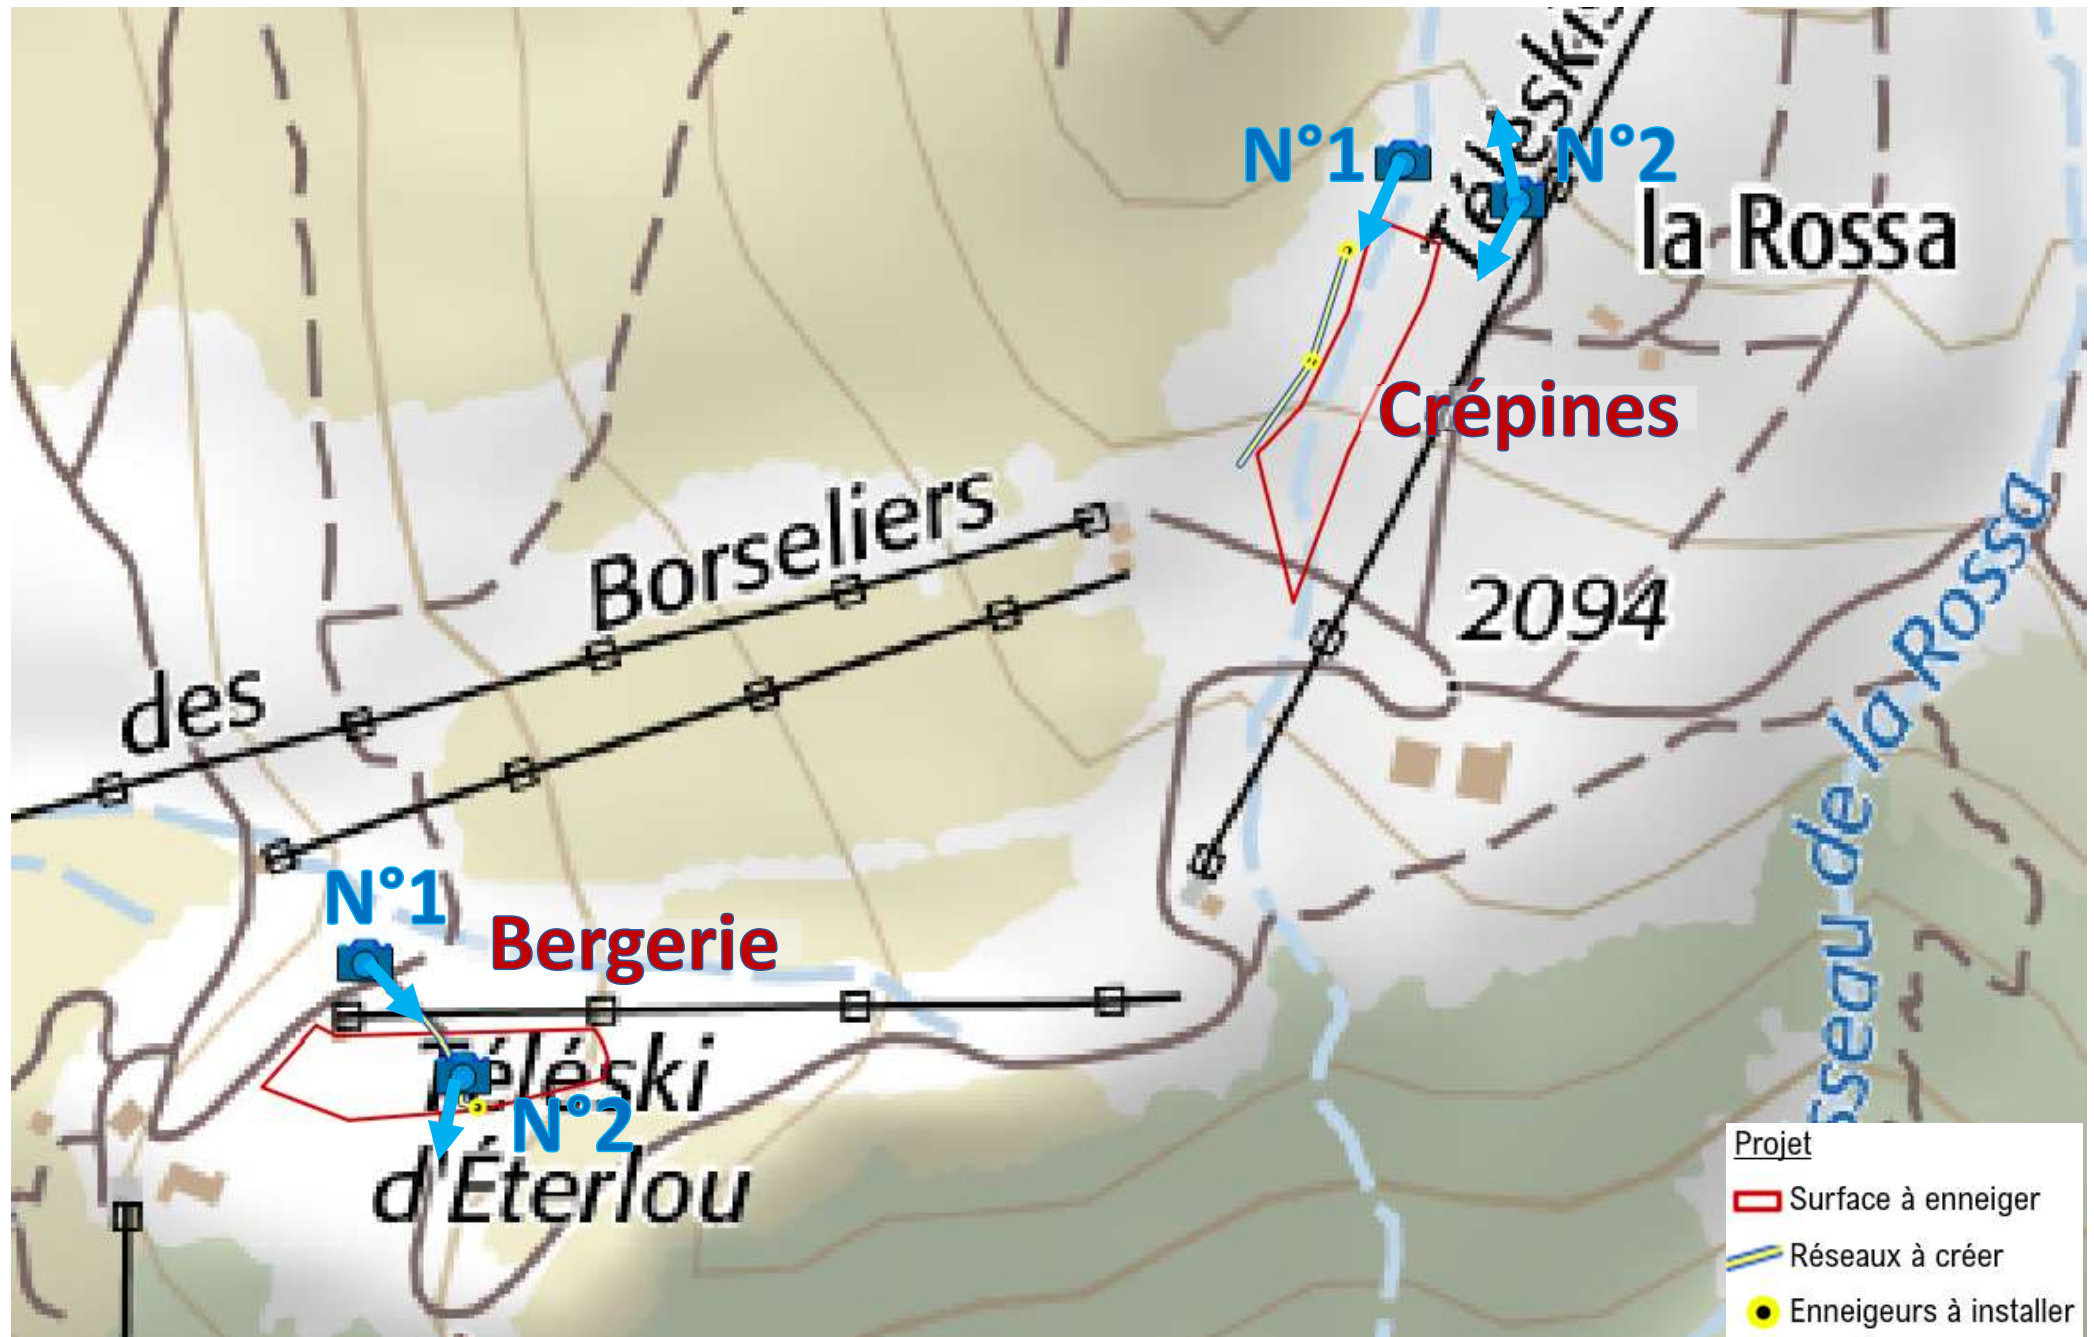 Téléski
N°1
N°2
la Rossa
Crépines
des Borseliers
2094
Ruisseau de la Rossa
N°1
Bergerie
Téléski
N°2
d'Éterlou
Projet
Surface à enneiger
Réseaux à créer
Enneigeurs à installer